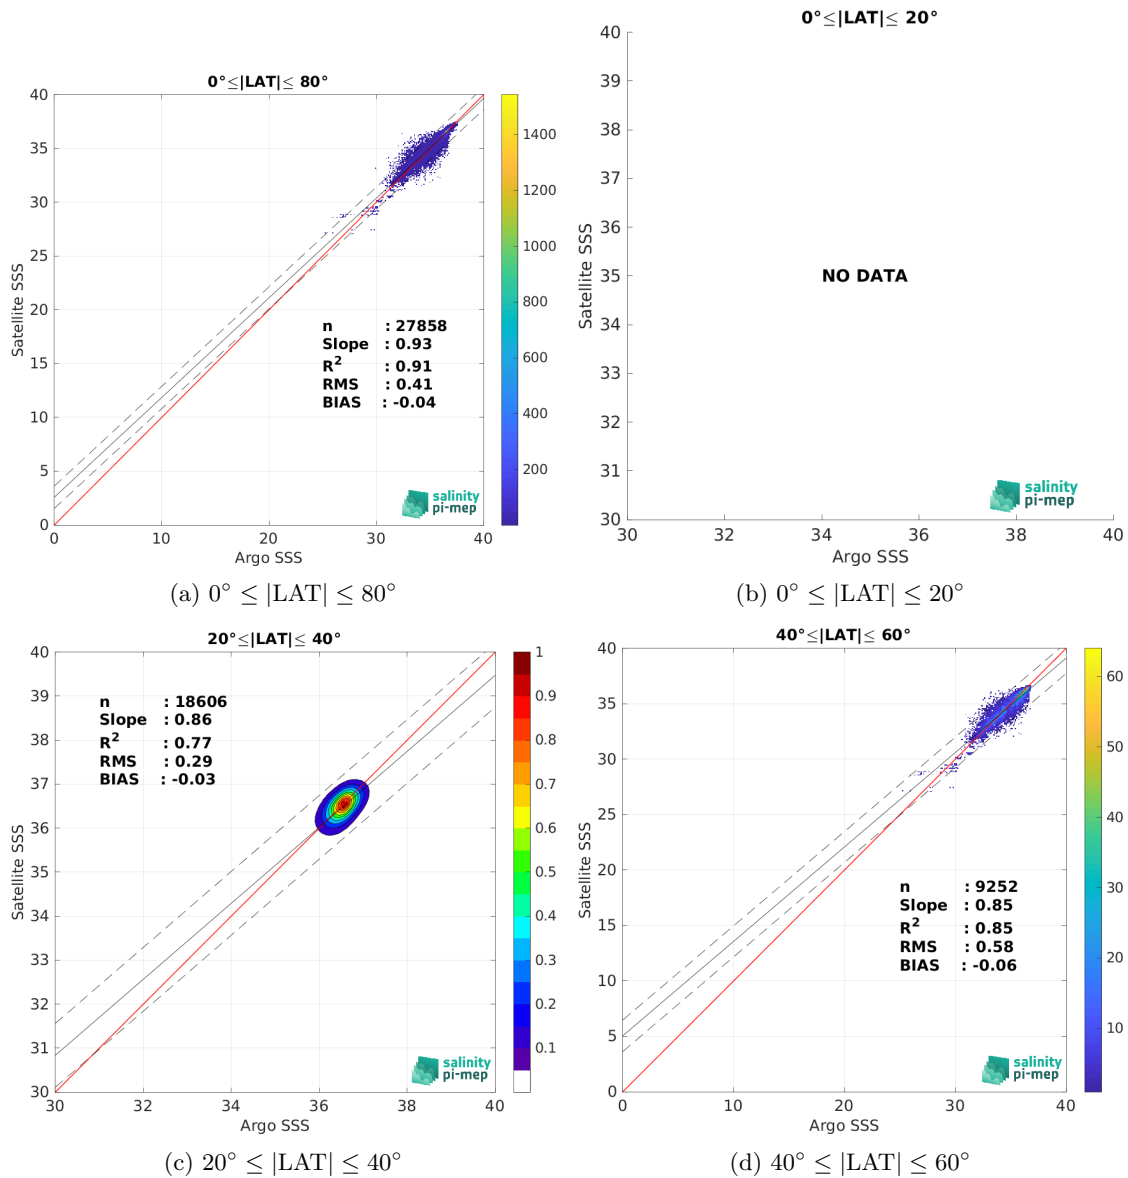 0°≤|LAT|≤ 80°
40
35
30
25
20
15
10
5
0
Satellite SSS
n : 27858
Slope : 0.93
R² : 0.91
RMS : 0.41
BIAS : -0.04
salinity
pi-mep
0 10 20 30 40
Argo SSS
1400
1200
1000
800
600
400
200
(a) 0° ≤ |LAT| ≤ 80°
0°≤|LAT|≤ 20°
40
39
38
37
36
35
34
33
32
31
30
Satellite SSS
NO DATA
salinity
pi-mep
30 32 34 36 38 40
Argo SSS
(b) 0° ≤ |LAT| ≤ 20°
20°≤|LAT|≤ 40°
40
39
38
37
36
35
34
33
32
31
30
Satellite SSS
n : 18606
Slope : 0.86
R² : 0.77
RMS : 0.29
BIAS : -0.03
salinity
pi-mep
30 32 34 36 38 40
Argo SSS
1
0.9
0.8
0.7
0.6
0.5
0.4
0.3
0.2
0.1
(c) 20° ≤ |LAT| ≤ 40°
40°≤|LAT|≤ 60°
40
35
30
25
20
15
10
5
0
Satellite SSS
n : 9252
Slope : 0.85
R² : 0.85
RMS : 0.58
BIAS : -0.06
salinity
pi-mep
0 10 20 30 40
Argo SSS
60
50
40
30
20
10
(d) 40° ≤ |LAT| ≤ 60°